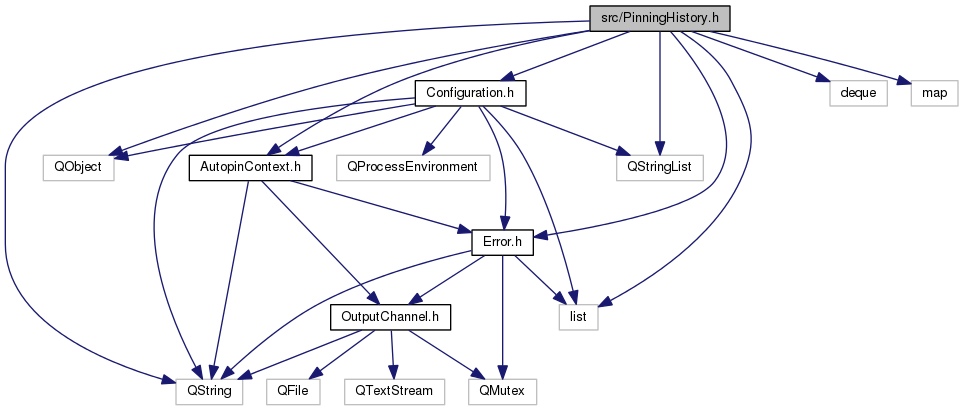 src/PinningHistory.h
Configuration.h
deque
map
QObject
AutopinContext.h
QProcessEnvironment
QStringList
Error.h
OutputChannel.h
list
QString
QFile
QTextStream
QMutex